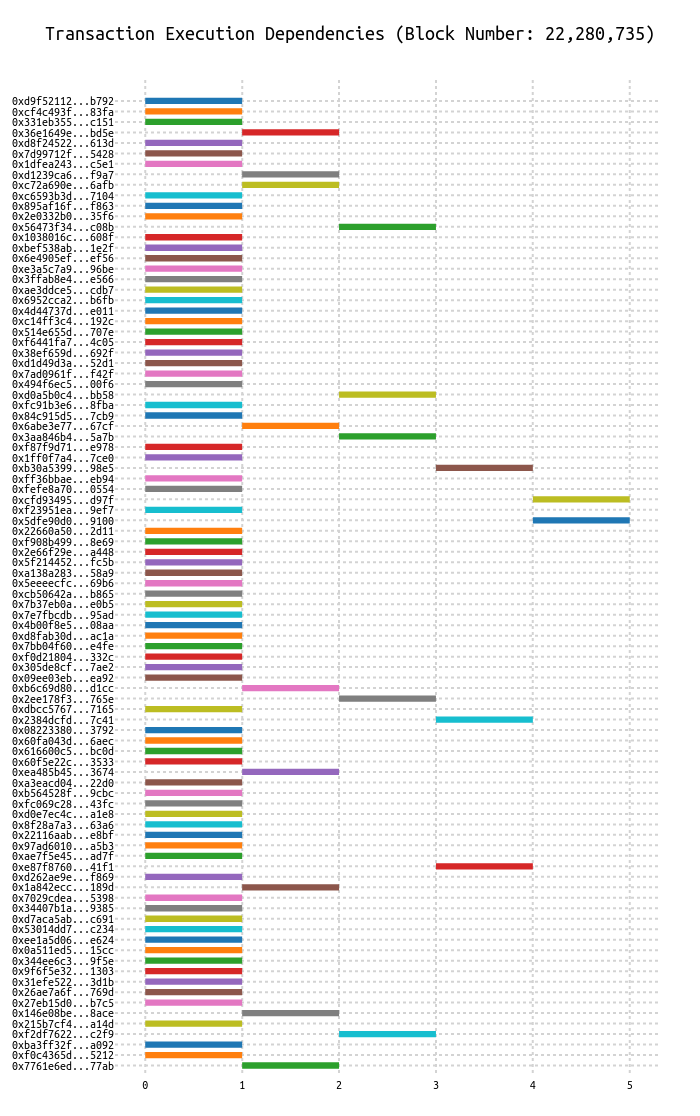 Transaction Execution Dependencies (Block Number: 22,280,735)
0xd9f52112...b792
0xcf4c493f...83fa
0x331eb355...c151
0x36e1649e...bd5e
0xd8f24522...613d
0x7d99712f...5428
0x1dfea243...c5e1
0xd1239ca6...f9a7
0xc72a690e...6afb
0xc6593b3d...7104
0x895af16f...f863
0x2e0332b0...35f6
0x56473f34...c08b
0x1038016c...608f
0xbef538ab...1e2f
0x6e4905ef...ef56
0xe3a5c7a9...96be
0x3ffab8e4...e566
0xae3ddce5...cdb7
0x6952cca2...b6fb
0x4d44737d...e011
0xc14ff3c4...192c
0x514e655d...707e
0xf6441fa7...4c05
0x38ef659d...692f
0xd1d49d3a...52d1
0x7ad0961f...f42f
0x494f6ec5...00f6
0xd0a5b0c4...bb58
0xfc91b3e6...8fba
0x84c915d5...7cb9
0x6abe3e77...67cf
0x3aa846b4...5a7b
0xf87f9d71...e978
0x1ff0f7a4...7ce0
0xb30a5399...98e5
0xff36bbae...eb94
0xfefe8a70...0554
0xcfd93495...d97f
0xf23951ea...9ef7
0x5dfe90d0...9100
0x22660a50...2d11
0xf908b499...8e69
0x2e66f29e...a448
0x5f214452...fc5b
0xa138a283...58a9
0x5eeeecfc...69b6
0xcb50642a...b865
0x7b37eb0a...e0b5
0x7e7fbcdb...95ad
0x4b00f8e5...08aa
0xd8fab30d...ac1a
0x7bb04f60...e4fe
0xf0d21804...332c
0x305de8cf...7ae2
0x09ee03eb...ea92
0xb6c69d80...d1cc
0x2ee178f3...765e
0xdbcc5767...7165
0x2384dcfd...7c41
0x08223380...3792
0x60fa043d...6aec
0x616600c5...bc0d
0x60f5e22c...3533
0xea485b45...3674
0xa3eacd04...22d0
0xb564528f...9cbc
0xfc069c28...43fc
0xd0e7ec4c...a1e8
0x8f28a7a3...63a6
0x22116aab...e8bf
0x97ad6010...a5b3
0xae7f5e45...ad7f
0xe87f8760...41f1
0xd262ae9e...f869
0x1a842ecc...189d
0x7029cdea...5398
0x34407b1a...9385
0xd7aca5ab...c691
0x53014dd7...c234
0xee1a5d06...e624
0x0a511ed5...15cc
0x344ee6c3...9f5e
0x9f6f5e32...1303
0x31efe522...3d1b
0x26ae7a6f...769d
0x27eb15d0...b7c5
0x146e08be...8ace
0x215b7cf4...a14d
0xf2df7622...c2f9
0xba3ff32f...a092
0xf0c4365d...5212
0x7761e6ed...77ab
0 1 2 3 4 5